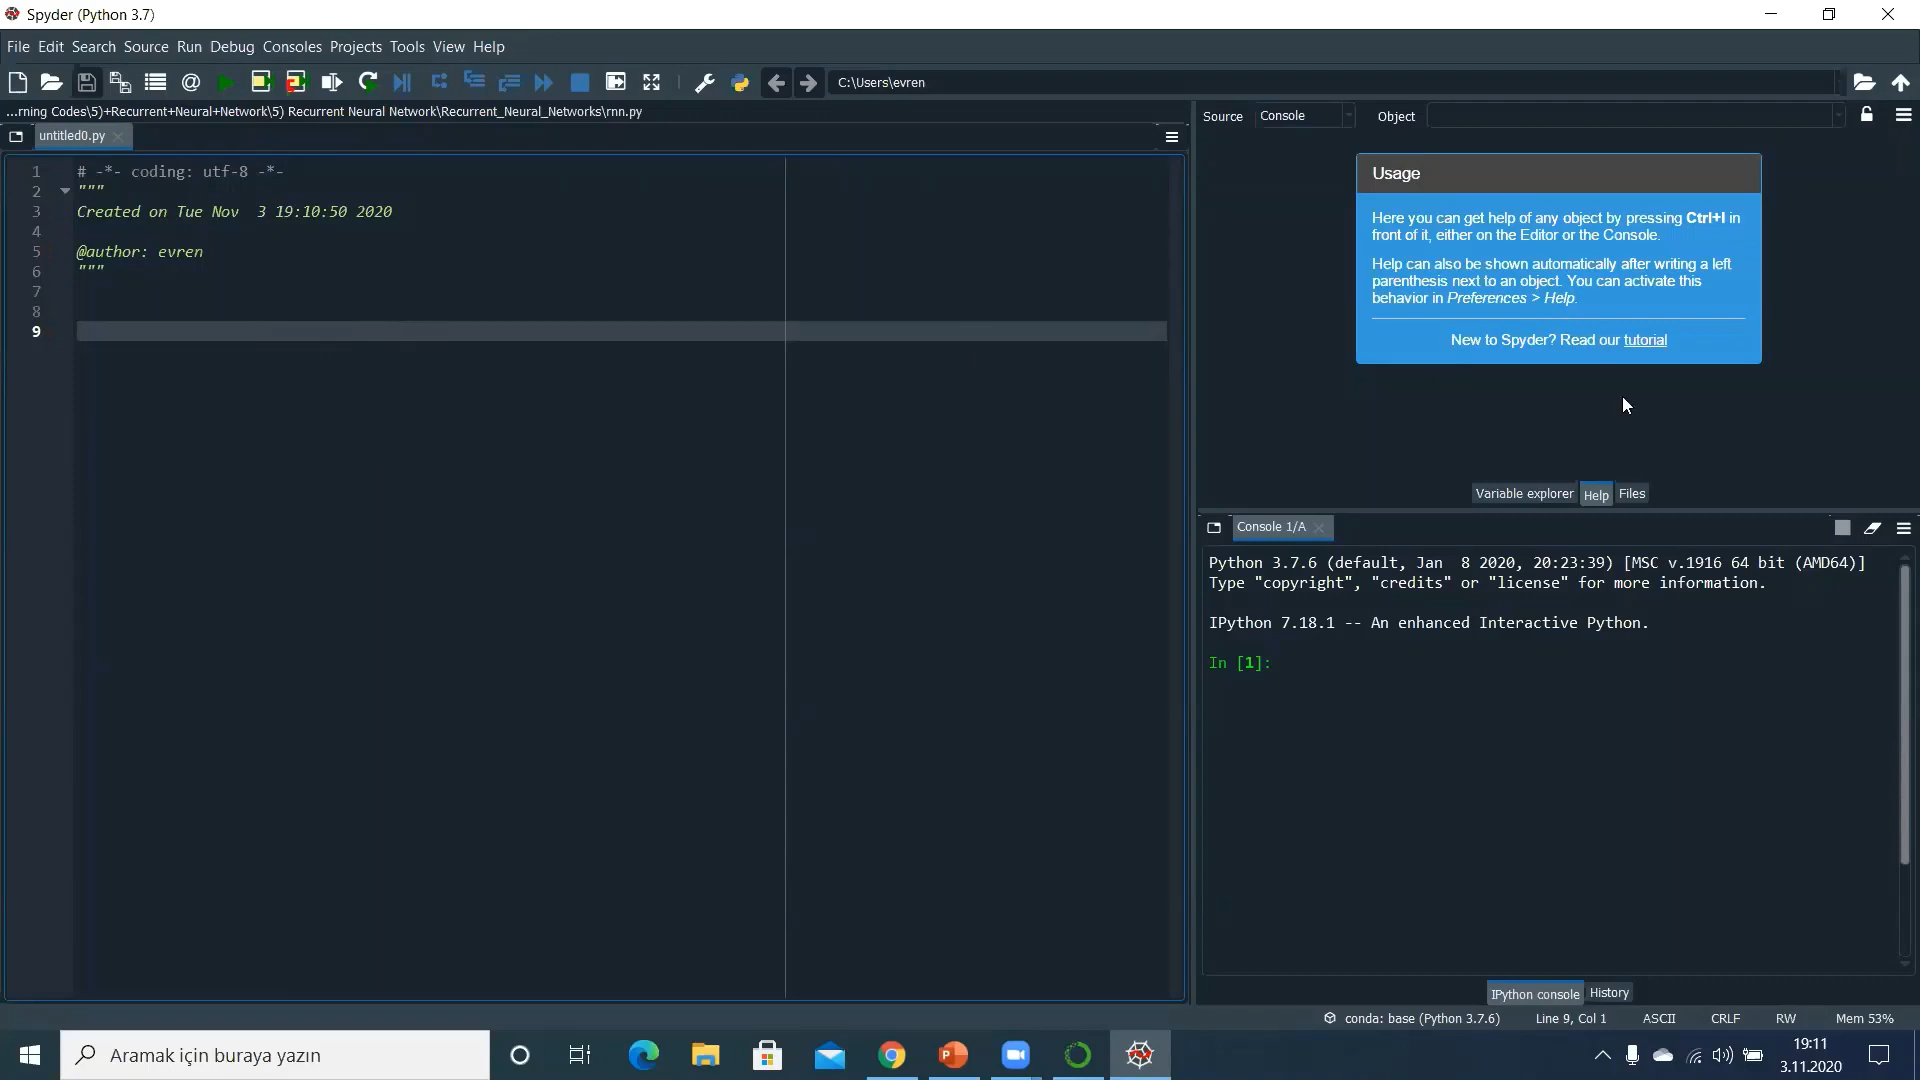 Spyder (Python 3.7)
File Edit Search Source Run Debug Consoles Projects Tools View Help
C:\Users\evren
...rning Codes\5)+Recurrent+Neural+Network\5) Recurrent Neural Network\Recurrent_Neural_Networks\rnn.py
untitled0.py
1 # -*- coding: utf-8 -*-
2 """
3 Created on Tue Nov  3 19:10:50 2020
4
5 @author: evren
6 """
7
8
9
Source Console Object
Usage
Here you can get help of any object by pressing Ctrl+I in
front of it, either on the Editor or the Console.
Help can also be shown automatically after writing a left
parenthesis next to an object. You can activate this
behavior in Preferences > Help.
New to Spyder? Read our tutorial
Variable explorer Help Files
Console 1/A
Python 3.7.6 (default, Jan  8 2020, 20:23:39) [MSC v.1916 64 bit (AMD64)]
Type "copyright", "credits" or "license" for more information.
IPython 7.18.1 -- An enhanced Interactive Python.
In [1]:
IPython console History
conda: base (Python 3.7.6) Line 9, Col 1 ASCII CRLF RW Mem 53%
Aramak için buraya yazın
19:11
3.11.2020